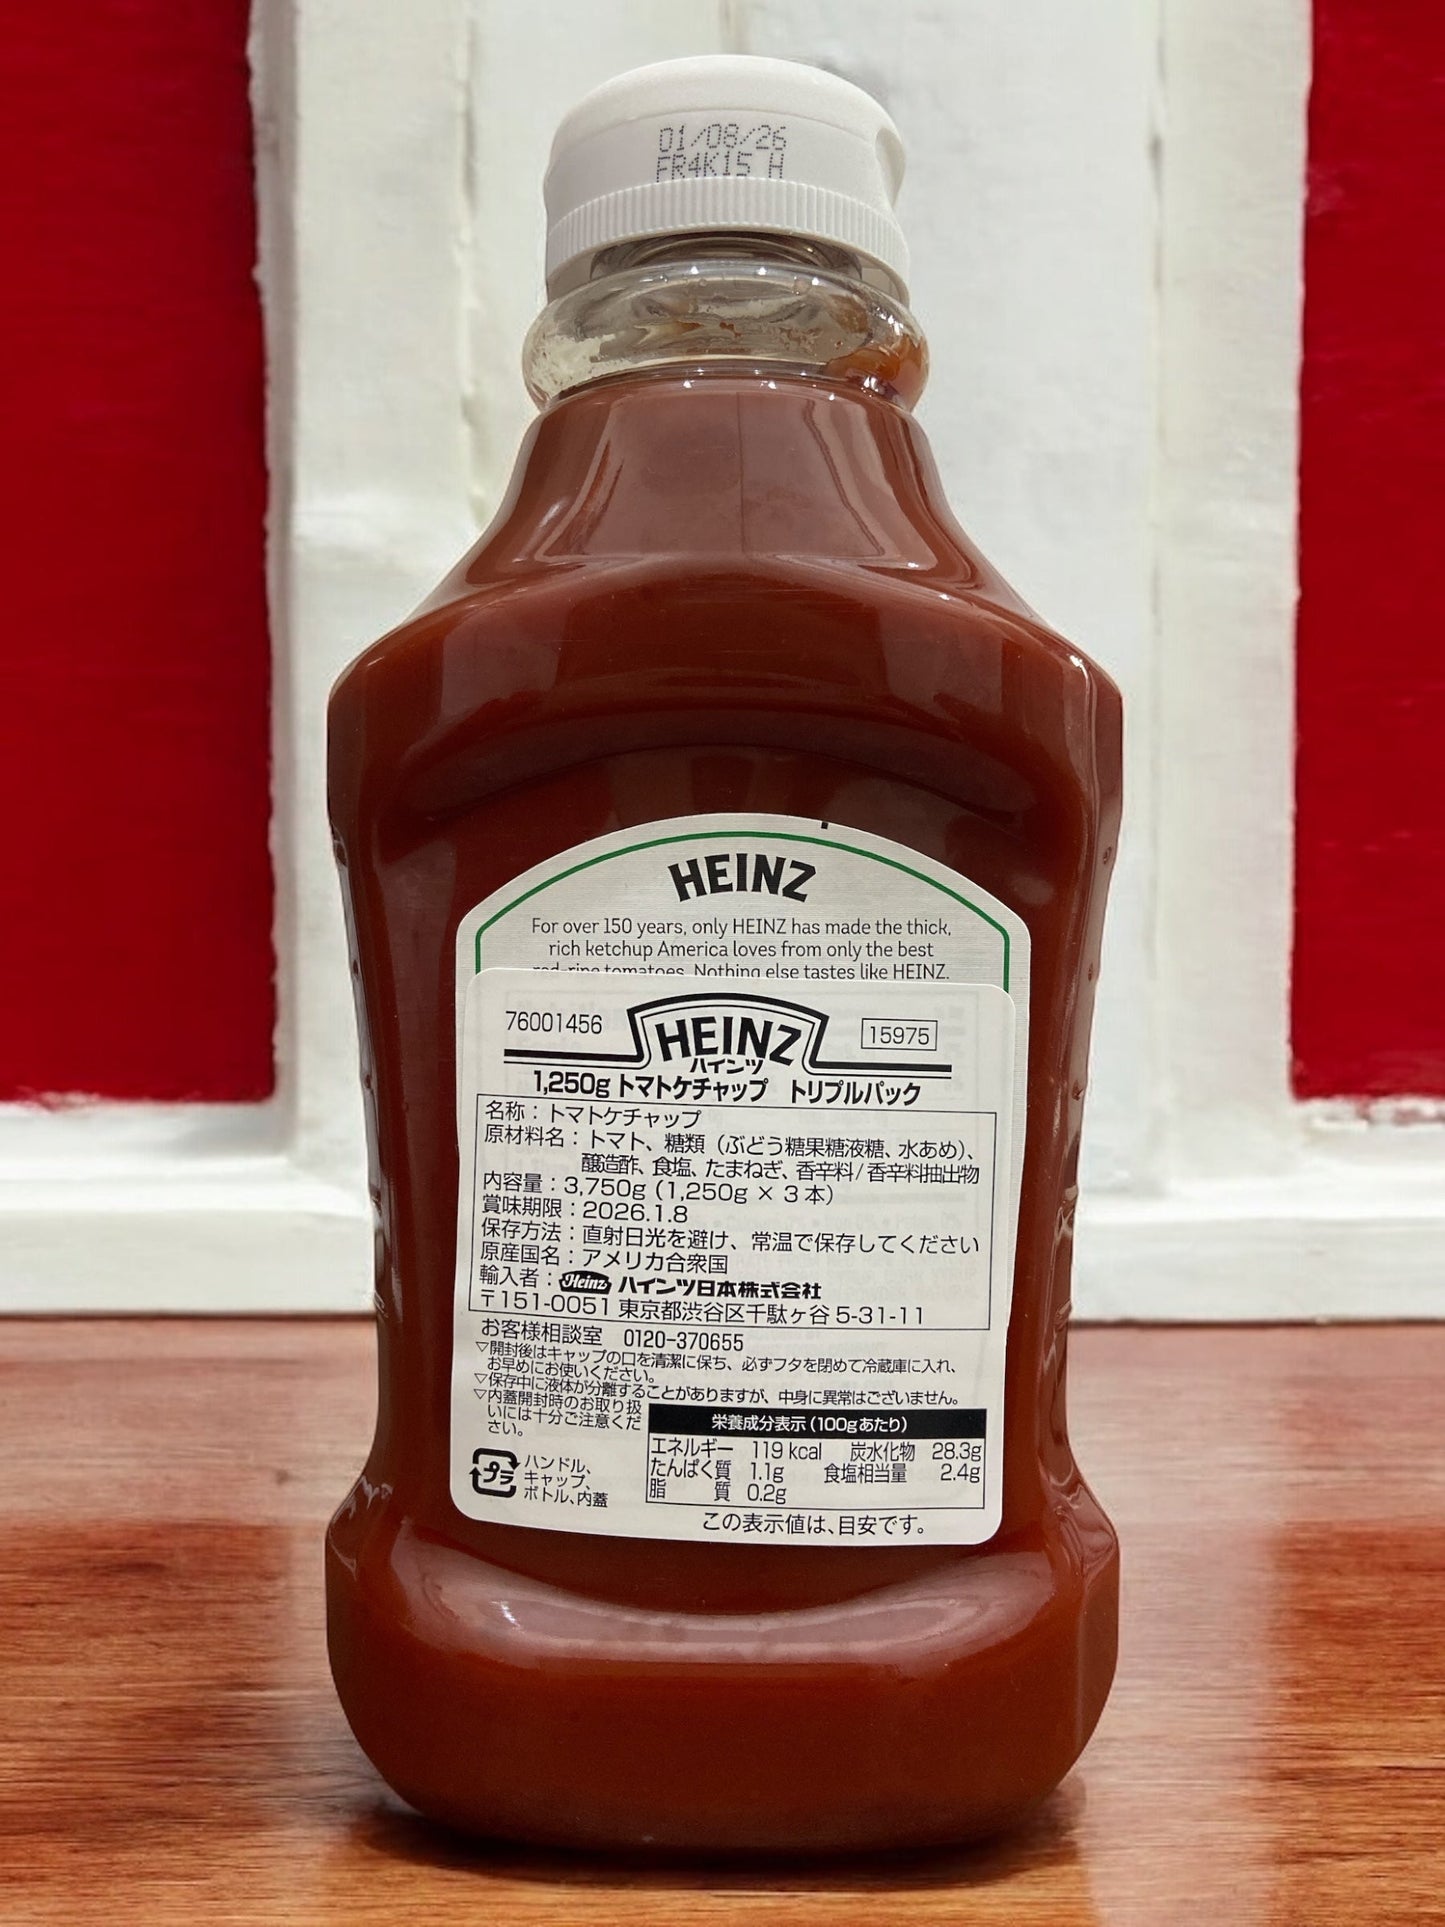 01/08/26
FR4K15 H
HEINZ
For over 150 years, only HEINZ has made the thick,
rich ketchup America loves from only the best
red-ripe tomatoes. Nothing else tastes like HEINZ.
76001456
HEINZ
15975
ハインツ
1,250g トマトケチャップ トリプルパック
名称:トマトケチャップ
原材料名:トマト、糖類(ぶどう糖果糖液糖、水あめ)、
醸造酢、食塩、たまねぎ、香辛料/香辛料抽出物
内容量:3,750g(1,250g × 3本)
賞味期限:2026.1.8
保存方法:直射日光を避け、常温で保存してください
原産国名:アメリカ合衆国
輸入者:Heinz ハインツ日本株式会社
〒151-0051 東京都渋谷区千駄ヶ谷 5-31-11
お客様相談室 0120-370655
▽開封後はキャップの口を清潔に保ち、必ずフタを閉めて冷蔵庫に入れ、
お早めにお使いください。
▽保存中に液体が分離することがありますが、中身に異常はございません。
▽内蓋開封時のお取り扱
いには十分ご注意くだ
さい。
プラ
ハンドル、
キャップ、
ボトル、内蓋
栄養成分表示(100gあたり)
エネルギー 119 kcal 炭水化物 28.3g
たんぱく質 1.1g 食塩相当量 2.4g
脂質 0.2g
この表示値は、目安です。